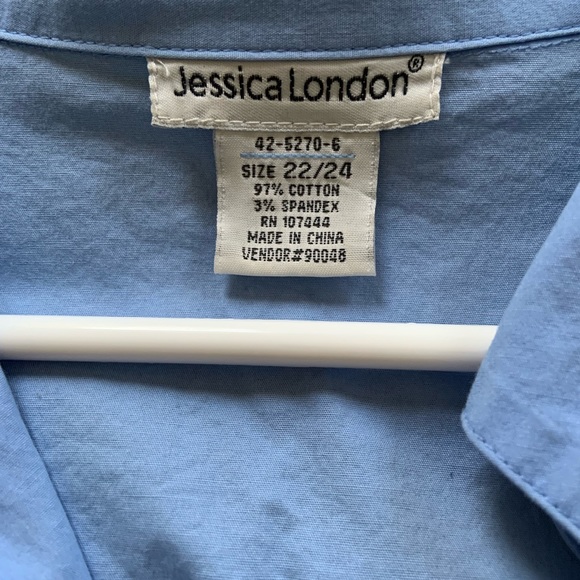 Jessica London®
42-5270-6
SIZE 22/24
97% COTTON
3% SPANDEX
RN 107444
MADE IN CHINA
VENDOR#90048